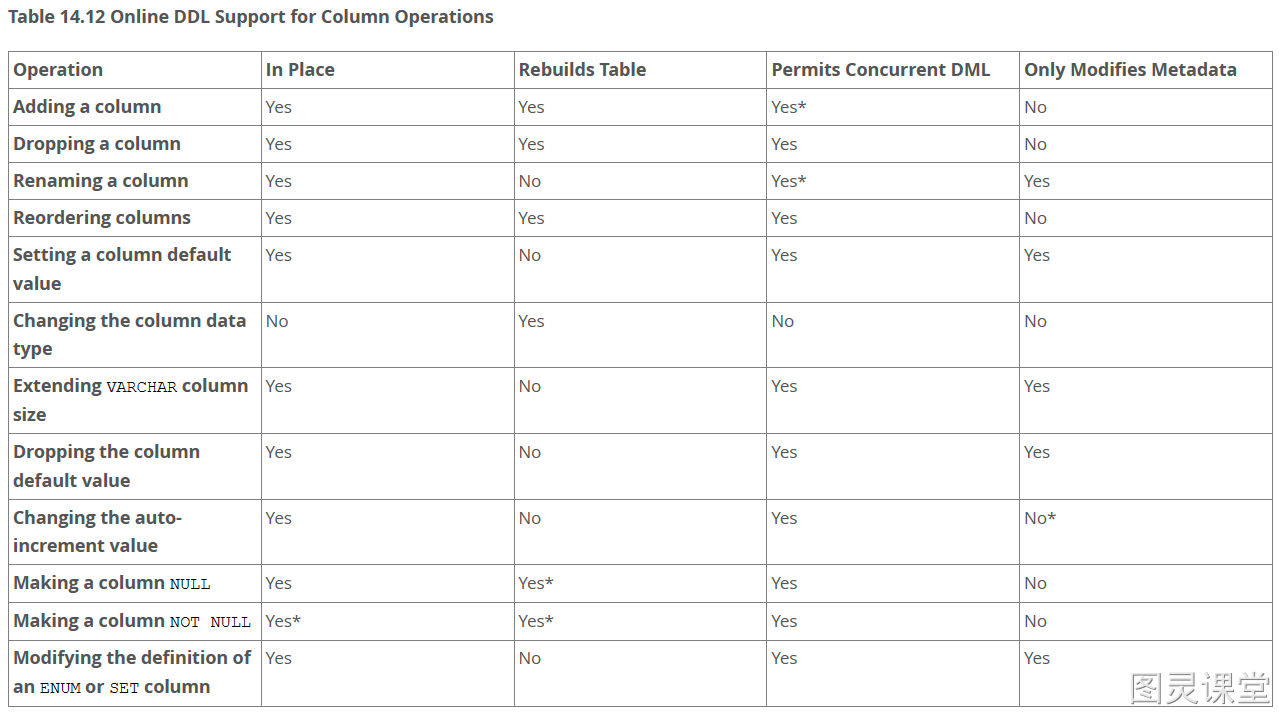 Table 14.12 Online DDL Support for Column Operations
Operation In Place Rebuilds Table Permits Concurrent DML Only Modifies Metadata
Adding a column Yes Yes Yes* No
Dropping a column Yes Yes Yes No
Renaming a column Yes No Yes* Yes
Reordering columns Yes Yes Yes No
Setting a column default Yes No Yes Yes
value
Changing the column data No Yes No No
type
Extending VARCHAR column Yes No Yes Yes
size
Dropping the column Yes No Yes Yes
default value
Changing the auto- Yes No Yes No*
increment value
Making a column NULL Yes Yes* Yes No
Making a column NOT NULL Yes* Yes* Yes No
Modifying the definition of Yes No Yes Yes
an ENUM or SET column
图灵课堂